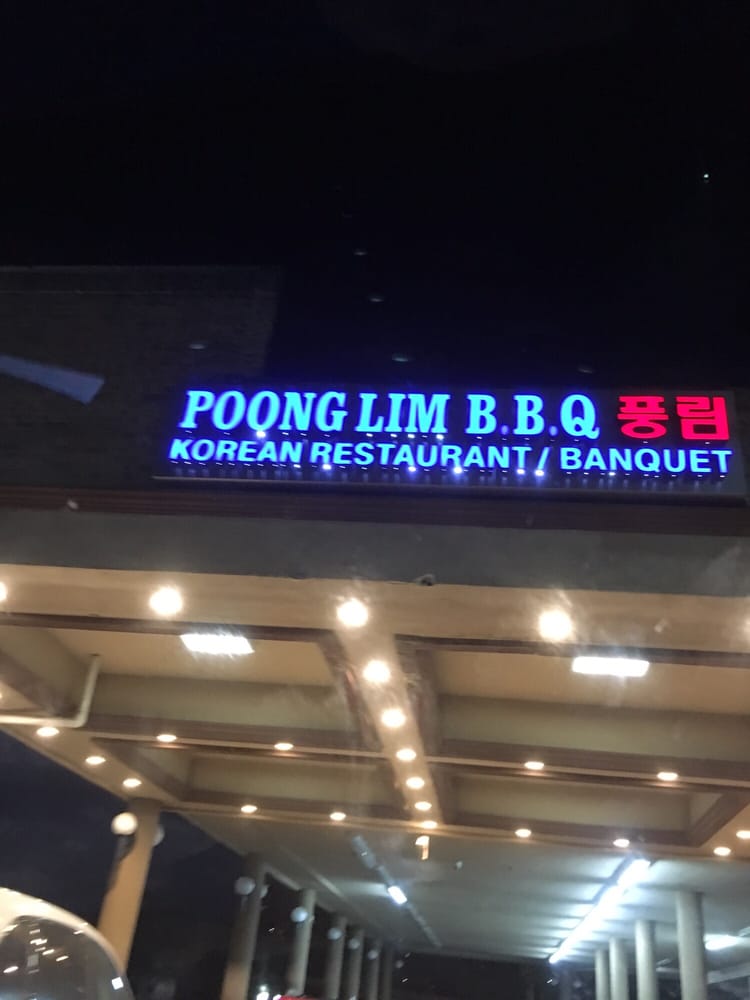 POONG LIM B.B.Q 풍림
KOREAN RESTAURANT / BANQUET